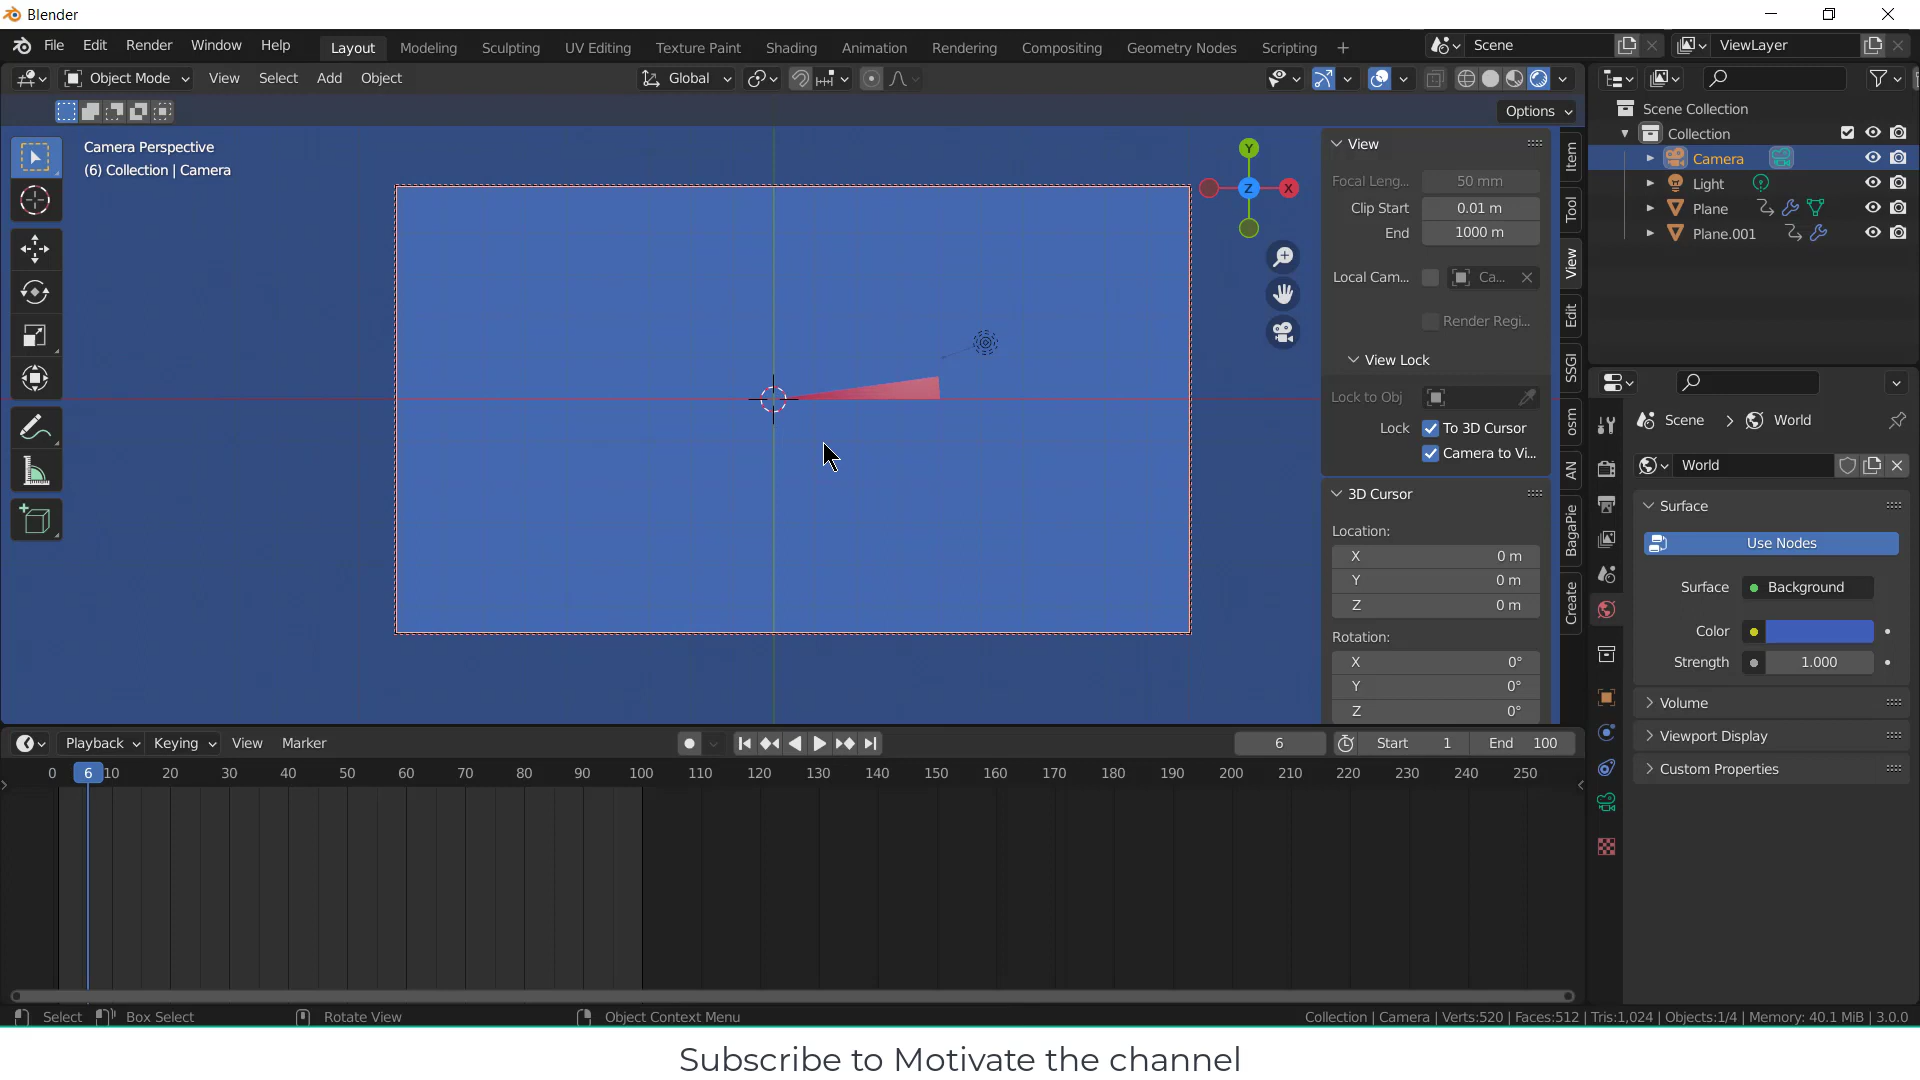 Blender
File Edit Render Window Help Layout Modeling Sculpting UV Editing Texture Paint Shading Animation Rendering Compositing Geometry Nodes Scripting + Scene ViewLayer
Object Mode View Select Add Object Global
Options
Camera Perspective
(6) Collection | Camera
Y
X
Z
View
Focal Leng... 50 mm
Clip Start 0.01 m
End 1000 m
Local Cam... Ca...
Render Regi...
View Lock
Lock to Obj
Lock To 3D Cursor
Camera to Vi...
3D Cursor
Location:
X 0 m
Y 0 m
Z 0 m
Rotation:
X 0°
Y 0°
Z 0°
Item
Tool
View
Edit
SSGI
osm
AN
BagaPie
Create
Scene Collection
Collection
Camera
Light
Plane
Plane.001
Scene > World
World
Surface
Use Nodes
Surface Background
Color
Strength 1.000
Volume
Viewport Display
Custom Properties
Playback Keying View Marker 6 Start 1 End 100
0 6 10 20 30 40 50 60 70 80 90 100 110 120 130 140 150 160 170 180 190 200 210 220 230 240 250
Select Box Select Rotate View Object Context Menu Collection | Camera | Verts:520 | Faces:512 | Tris:1,024 | Objects:1/4 | Memory: 40.1 MiB | 3.0.0
Subscribe to Motivate the channel